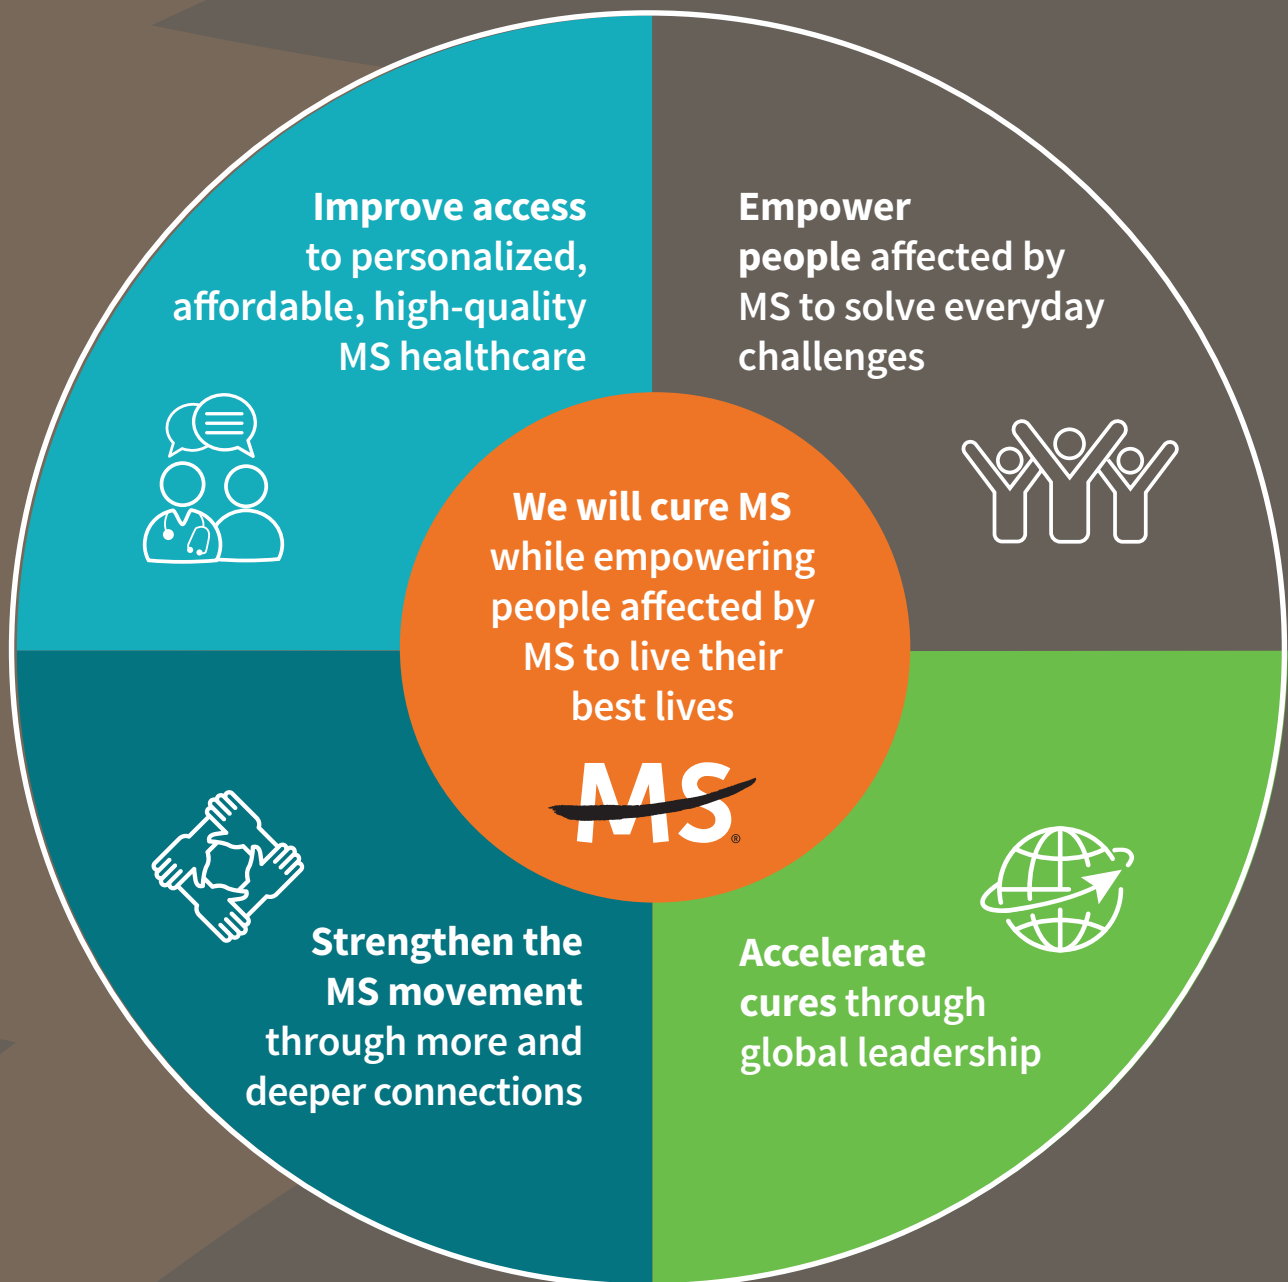 Improve access
to personalized,
affordable, high-quality
MS healthcare
Empower
people affected by
MS to solve everyday
challenges
We will cure MS
while empowering
people affected by
MS to live their
best lives
MS®
Strengthen the
MS movement
through more and
deeper connections
Accelerate
cures through
global leadership